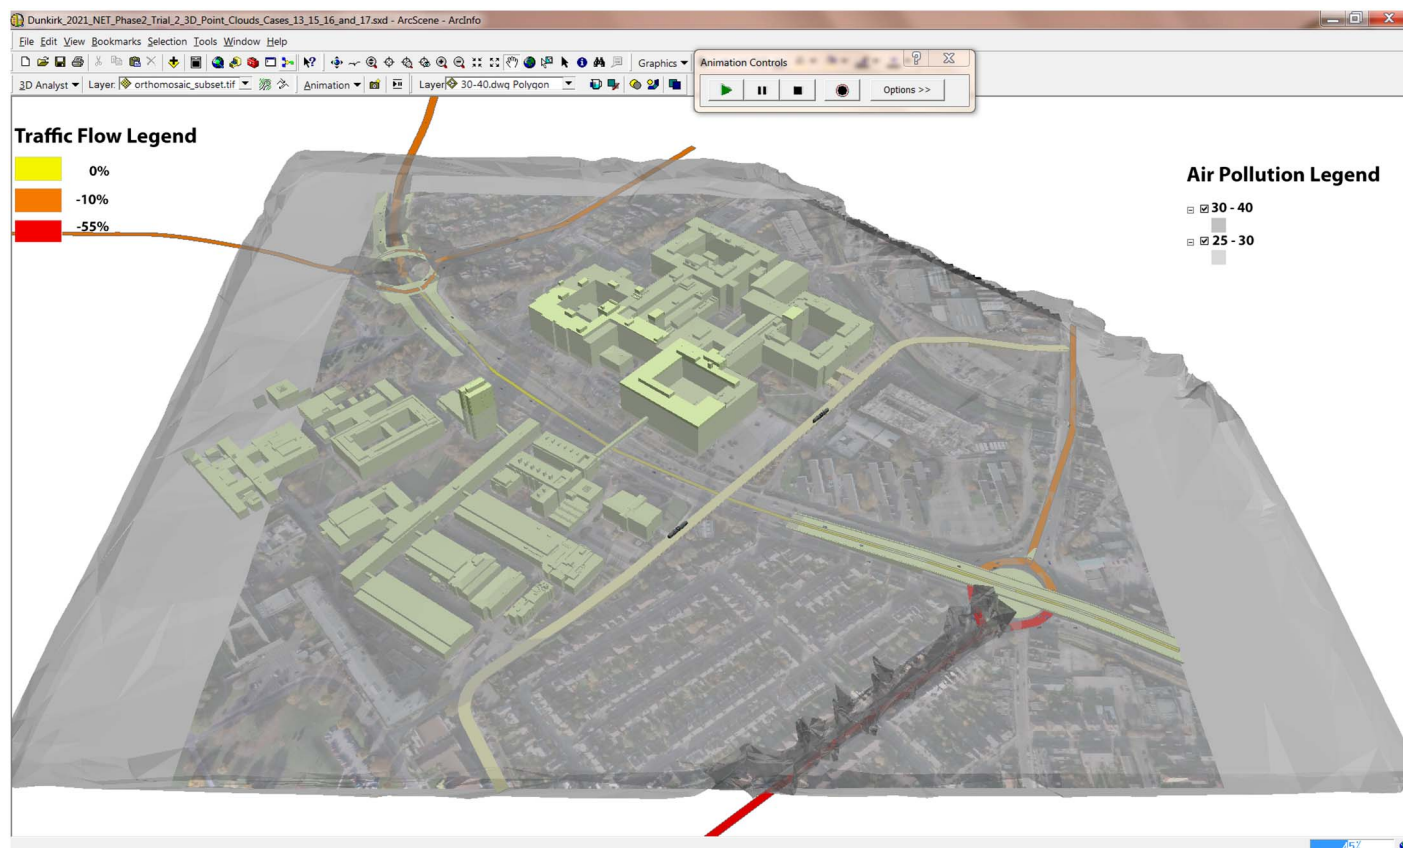 Dunkirk_2021_NET_Phase2_Trial_2_3D_Point_Clouds_Cases_13_15_16_and_17.sxd - ArcScene - ArcInfo
File Edit View Bookmarks Selection Tools Window Help
Graphics
3D Analyst Layer: orthomosaic_subset.tif Animation Layer 30-40.dwg Polygon
Animation Controls
Options >>
Traffic Flow Legend
0%
-10%
-55%
Air Pollution Legend
30 - 40
25 - 30